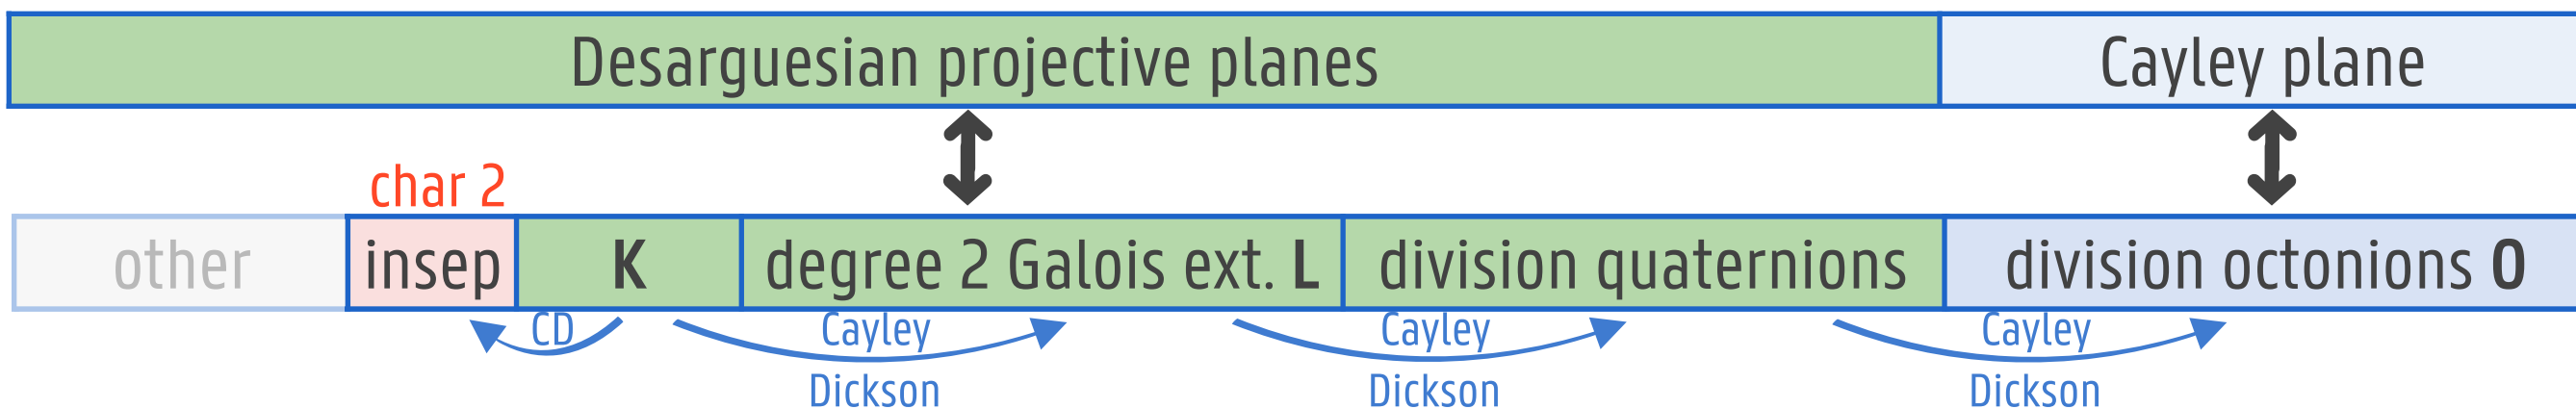 Desarguesian projective planes
Cayley plane
char 2
other
insep
K
degree 2 Galois ext. L
division quaternions
division octonions O
CD
Cayley
Dickson
Cayley
Dickson
Cayley
Dickson